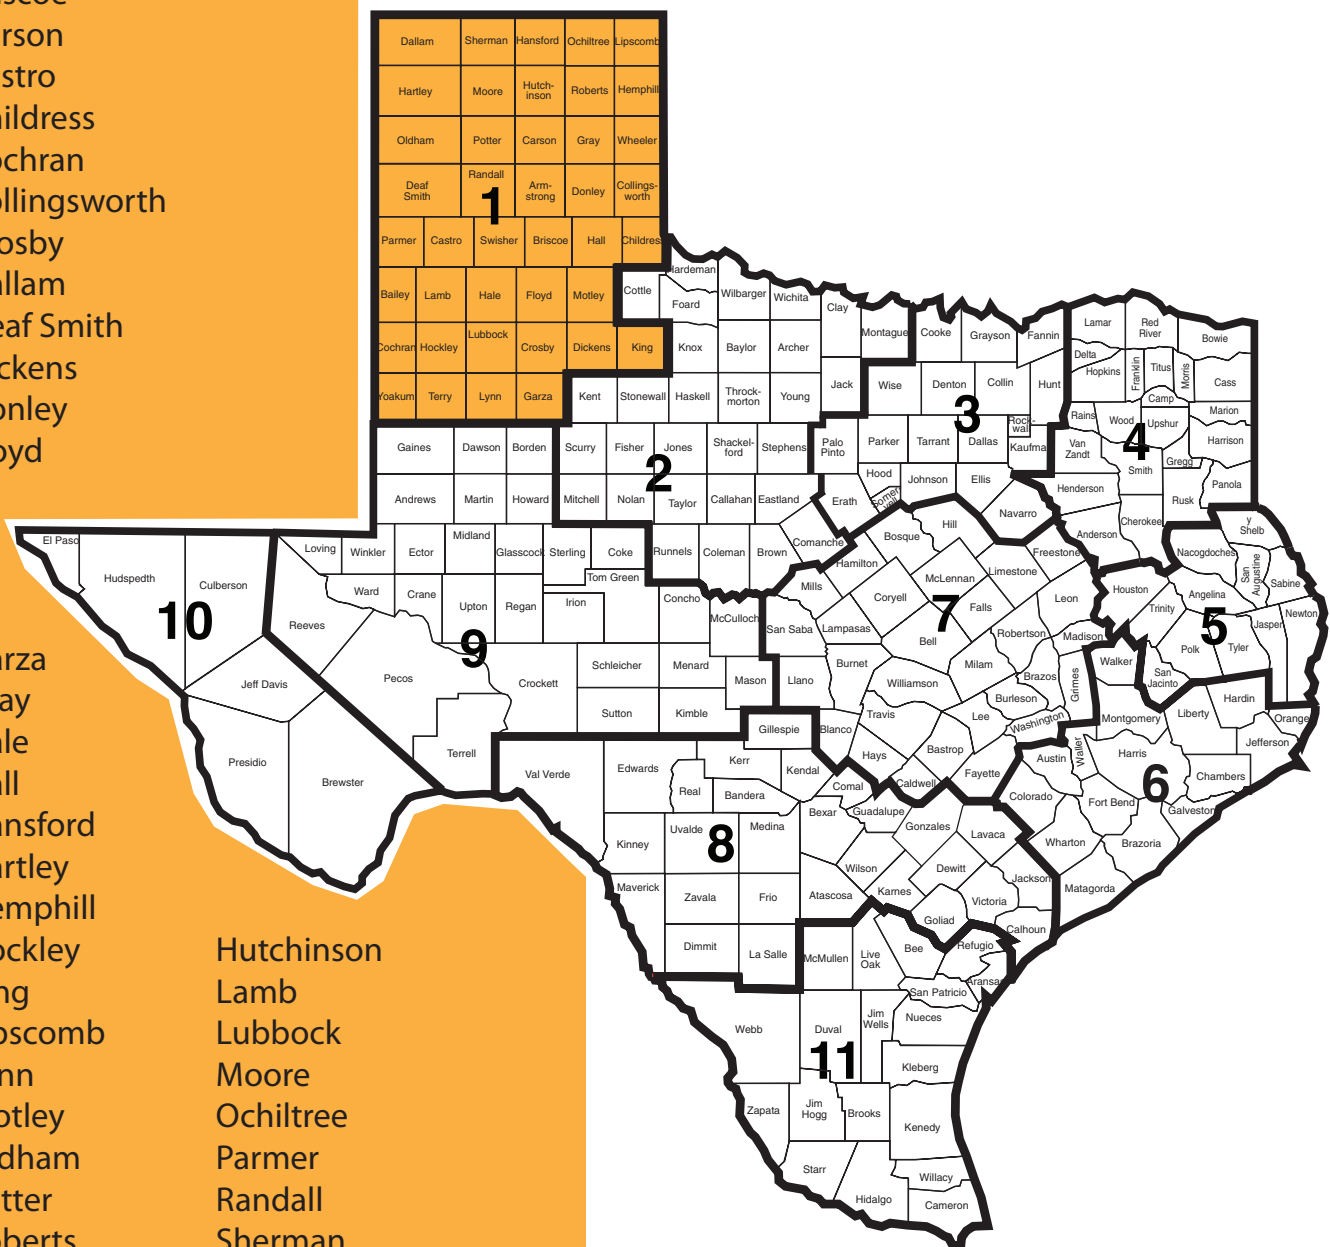 rson
stro
ildress
ochran
ollingsworth
osby
allam
eaf Smith
ckens
onley
oyd
arza
ay
ale
all
ansford
artley
emphill
ockley
ng
pscomb
nn
otley
dham
tter
oberts
Hutchinson
Lamb
Lubbock
Moore
Ochiltree
Parmer
Randall
Sherman
Dallam
Sherman
Hansford
Ochiltree
Lipscomb
Hartley
Moore
Hutch-
inson
Roberts
Hemphill
Oldham
Potter
Carson
Gray
Wheeler
Deaf
Smith
Randall
1
Arm-
strong
Donley
Collings-
worth
Parmer
Castro
Swisher
Briscoe
Hall
Childres
Bailey
Lamb
Hale
Floyd
Motley
Cochran
Hockley
Lubbock
Crosby
Dickens
King
Yoakum
Terry
Lynn
Garza
Cottle
Hardeman
Foard
Wilbarger
Wichita
Clay
Montague
Knox
Baylor
Archer
Jack
Kent
Stonewall
Haskell
Throck-
morton
Young
Scurry
Fisher
Jones
Shackel-
ford
Stephens
Palo
Pinto
2
Mitchell
Nolan
Taylor
Callahan
Eastland
Erath
Runnels
Coleman
Brown
Comanche
Cooke
Grayson
Fannin
Wise
Denton
Collin
Hunt
3
Parker
Tarrant
Dallas
Rock-
wall
Kaufma
Hood
Somer-
vell
Johnson
Ellis
Navarro
Lamar
Red
River
Bowie
Delta
Hopkins
Franklin
Titus
Morris
Cass
Camp
Rains
Wood
Upshur
Marion
4
Van
Zandt
Harrison
Smith
Gregg
Henderson
Rusk
Panola
Anderson
Cherokee
y
Shelb
Nacogdoches
San
Augustine
Sabine
Houston
Angelina
Trinity
5
Jasper
Newton
Polk
Tyler
San
Jacinto
Walker
Montgomery
Liberty
Hardin
Orange
Jefferson
Austin
Waller
Harris
Chambers
6
Colorado
Fort Bend
Galveston
Wharton
Brazoria
Matagorda
Bosque
Hill
Freestone
Hamilton
Limestone
McLennan
Mills
Coryell
Falls
Leon
7
San Saba
Lampasas
Bell
Robertson
Madison
Burnet
Milam
Llano
Williamson
Brazos
Grimes
Burleson
Travis
Lee
Washington
Blanco
Hays
Bastrop
Fayette
Caldwell
Gaines
Dawson
Borden
Andrews
Martin
Howard
Loving
Winkler
Ector
Midland
Glasscock
Sterling
Coke
Tom Green
Ward
Crane
Upton
Regan
Irion
Concho
McCulloch
Reeves
9
Pecos
Crockett
Schleicher
Menard
Mason
Sutton
Kimble
Terrell
El Paso
Hudspedth
Culberson
10
Jeff Davis
Presidio
Brewster
Gillespie
Val Verde
Edwards
Kerr
Kendal
Real
Bandera
Comal
Bexar
Guadalupe
Kinney
Uvalde
8
Medina
Gonzales
Lavaca
Wilson
Dewitt
Maverick
Zavala
Frio
Atascosa
Karnes
Jackson
Victoria
Goliad
Calhoun
Dimmit
La Salle
McMullen
Live
Oak
Bee
Refugio
Aransa
San Patricio
Webb
Duval
Jim
Wells
Nueces
11
Kleberg
Zapata
Jim
Hogg
Brooks
Kenedy
Starr
Hidalgo
Willacy
Cameron